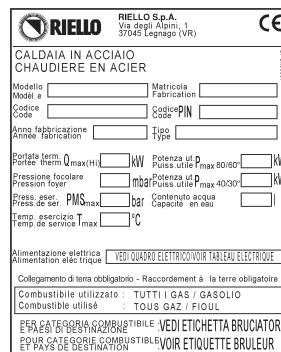 RIELLO
RIELLO S.p.A.
Via degli Alpini, 1
37045 Legnago (VR)
CE
CALDAIA IN ACCIAIO
CHAUDIERE EN ACIER
Modello
Modèl e
Matricola
Fabrication
Codice
Code
Codice PIN
Code
Anno fabbricazione
Année fabrication
Tipo
Type
Portata term. Qmax(Hi) kW
Portée therm.
Potenza ut. Pmax 80/60° kW
Puiss.utile
Pressione focolare mbar
Pression foyer
Potenza ut. Pmax 40/30° kW
Puiss.utile
Press. eser. PMSmax bar
Press.de ser.
Contenuto acqua l
Capacité en eau
Temp. esercizio Tmax °C
Temp.de service
Alimentazione elettrica
Alimentation eléc trique
VEDI QUADRO ELETTRICO/VOIR TABLEAU ELECTRIQUE
Collegamento di terra obbligatorio - Raccordement à la terre obligatoire
Combustibile utilizzato : TUTTI I GAS / GASOLIO
Combustible utilisé : TOUS GAZ / FIOUL
PER CATEGORIA COMBUSTIBILE
E PAESI DI DESTINAZIONE :VEDI ETICHETTA BRUCIATOR
POUR CATEGORIE COMBUSTIBLE
ET PAYS DE DESTINATION :VOIR ETIQUETTE BRULEUR